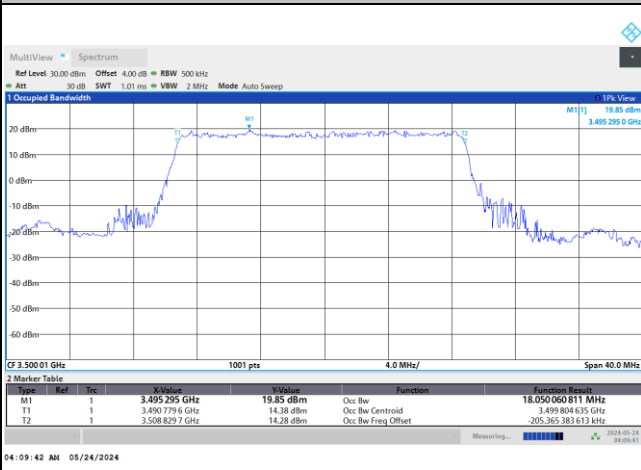 MultiView Spectrum
Ref Level 30.00 dBm Offset 4.00 dB RBW 500 kHz
Att 30 dB SWT 1.01 ms VBW 2 MHz Mode Auto Sweep
1 Occupied Bandwidth 1Pk View
M1[1] 19.85 dBm
3.495 295 0 GHz
M1
T1 T2
20 dBm
10 dBm
0 dBm
-10 dBm
-20 dBm
-30 dBm
-40 dBm
-50 dBm
-60 dBm
CF 3.500 01 GHz 1001 pts 4.0 MHz/ Span 40.0 MHz
2 Marker Table
Type Ref Trc X-Value Y-Value Function Function Result
M1 1 3.495 295 GHz 19.85 dBm Occ Bw 18.050 060 811 MHz
T1 1 3.490 779 6 GHz 14.38 dBm Occ Bw Centroid 3.499 804 635 GHz
T2 1 3.508 829 7 GHz 14.28 dBm Occ Bw Freq Offset -205.365 383 613 kHz
Measuring... 2024-05-24
04:09:41
04:09:42 AM 05/24/2024